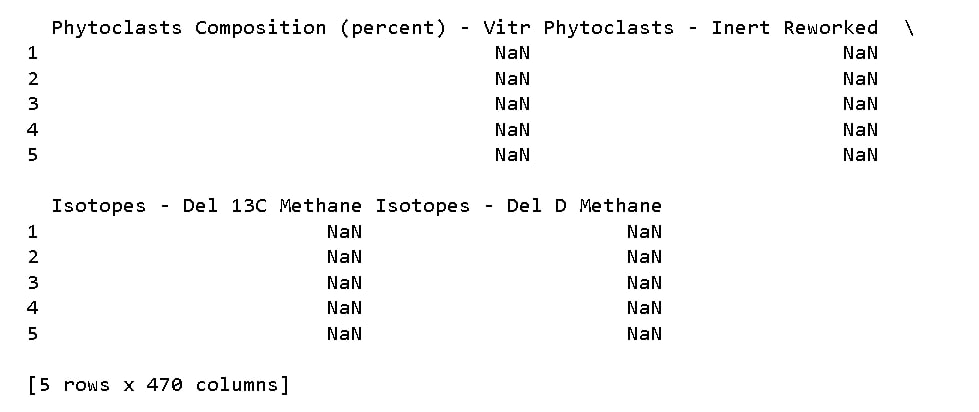 Phytoclasts Composition (percent) - Vitr Phytoclasts - Inert Reworked \
1 NaN NaN
2 NaN NaN
3 NaN NaN
4 NaN NaN
5 NaN NaN
Isotopes - Del 13C Methane Isotopes - Del D Methane
1 NaN NaN
2 NaN NaN
3 NaN NaN
4 NaN NaN
5 NaN NaN
[5 rows x 470 columns]